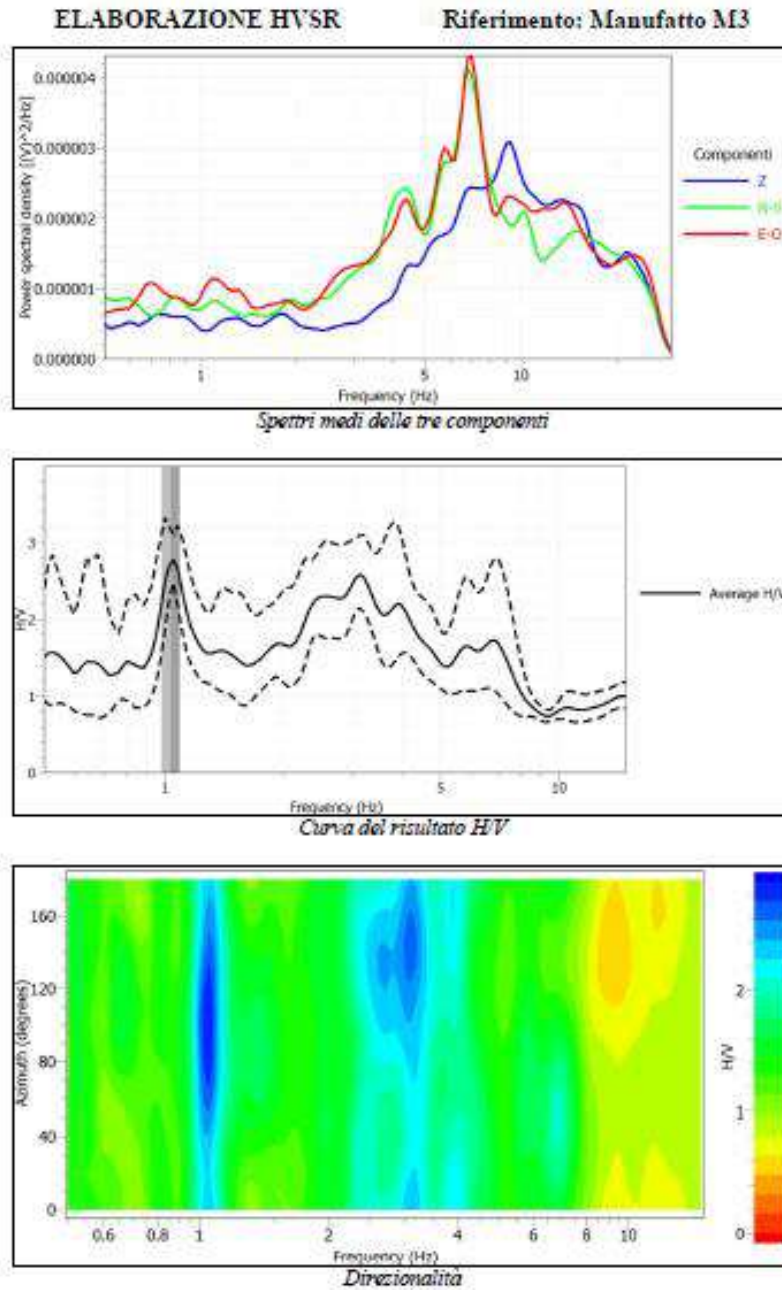 ELABORAZIONE HVSR Riferimento: Manufatto M3
Power spectral density [(V)^2/Hz]
0.000004
0.000003
0.000002
0.000001
0.000000
1 5 10
Frequency (Hz)
Componenti
Z
E-O
Spettri medi delle tre componenti
H/V
3
2
1
0
1 5 10
Frequency (Hz)
Average H/V
Curva del risultato H/V
Azimuth (degrees)
160
120
80
40
0
0.6 0.8 1 2 4 6 8 10
Frequency (Hz)
H/V
2
1
0
Direzionalità